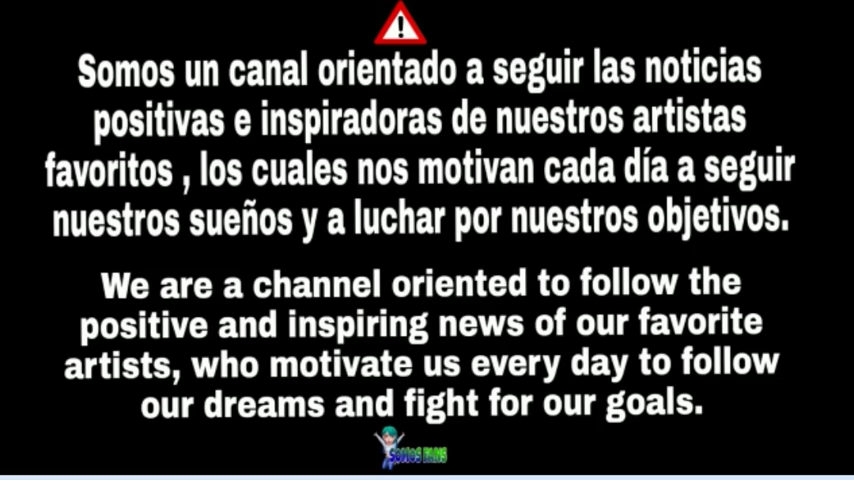 Somos un canal orientado a seguir las noticias
positivas e inspiradoras de nuestros artistas
favoritos , los cuales nos motivan cada día a seguir
nuestros sueños y a luchar por nuestros objetivos.
We are a channel oriented to follow the
positive and inspiring news of our favorite
artists, who motivate us every day to follow
our dreams and fight for our goals.
SOMOS FANS